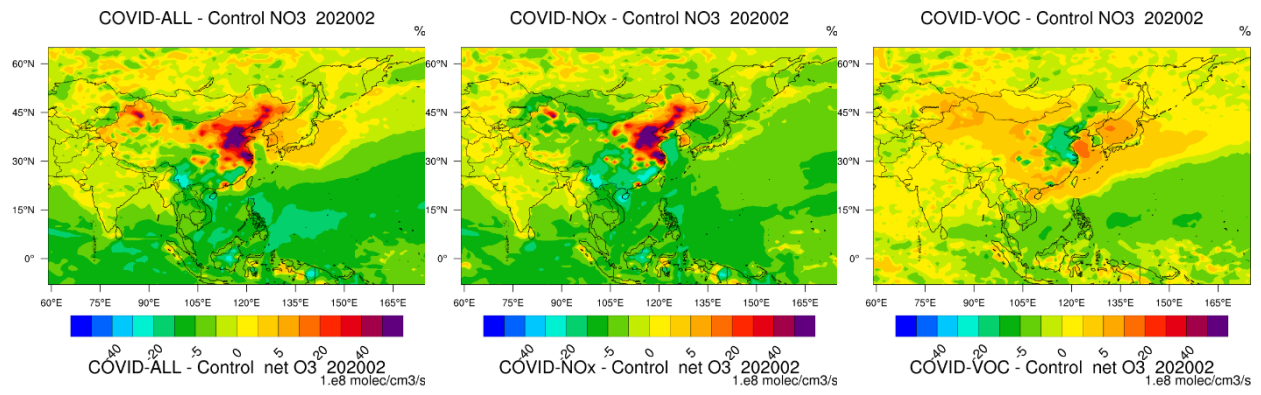 COVID-ALL - Control NO3 202002 COVID-NOx - Control NO3 202002 COVID-VOC - Control NO3 202002
% % %
60°N 60°N 60°N
45°N 45°N 45°N
30°N 30°N 30°N
15°N 15°N 15°N
0° 0° 0°
60°E 75°E 90°E 105°E 120°E 135°E 150°E 165°E 60°E 75°E 90°E 105°E 120°E 135°E 150°E 165°E 60°E 75°E 90°E 105°E 120°E 135°E 150°E 165°E
-40 -20 -5 0 5 20 40 -40 -20 -5 0 5 20 40 -40 -20 -5 0 5 20 40
COVID-ALL - Control net O3 202002 COVID-NOx - Control net O3 202002 COVID-VOC - Control net O3 202002
1.e8 molec/cm3/s 1.e8 molec/cm3/s 1.e8 molec/cm3/s